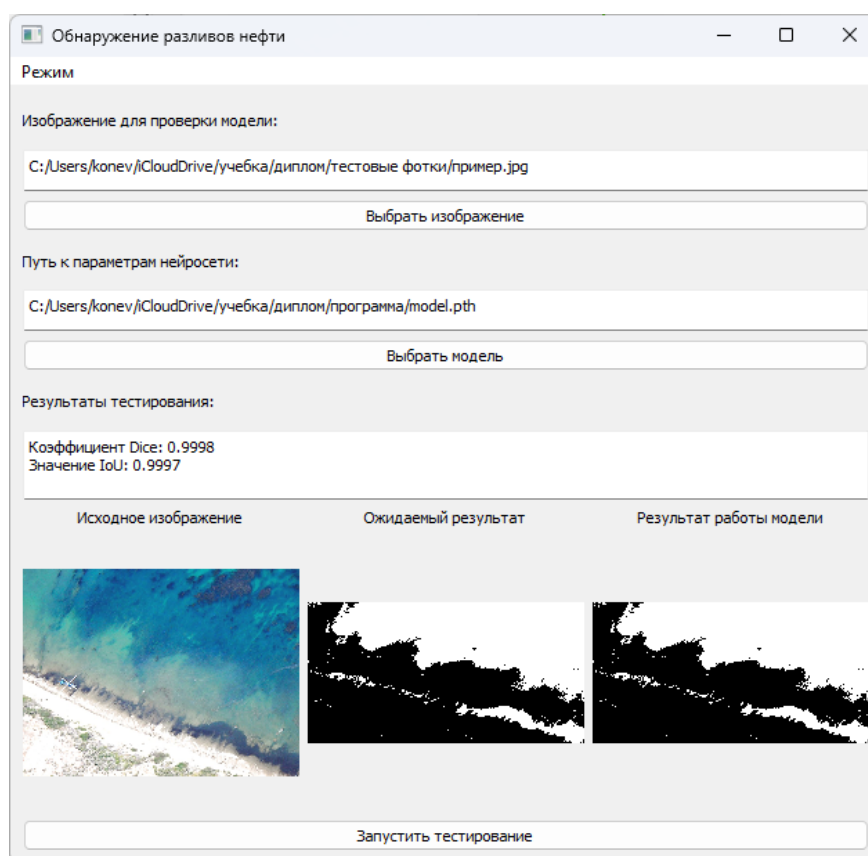 Обнаружение разливов нефти
Режим
Изображение для проверки модели:
C:/Users/konev/iCloudDrive/учебка/диплом/тестовые фотки/пример.jpg
Выбрать изображение
Путь к параметрам нейросети:
C:/Users/konev/iCloudDrive/учебка/диплом/программа/model.pth
Выбрать модель
Результаты тестирования:
Коэффициент Dice: 0.9998
Значение IoU: 0.9997
Исходное изображение Ожидаемый результат Результат работы модели
Запустить тестирование